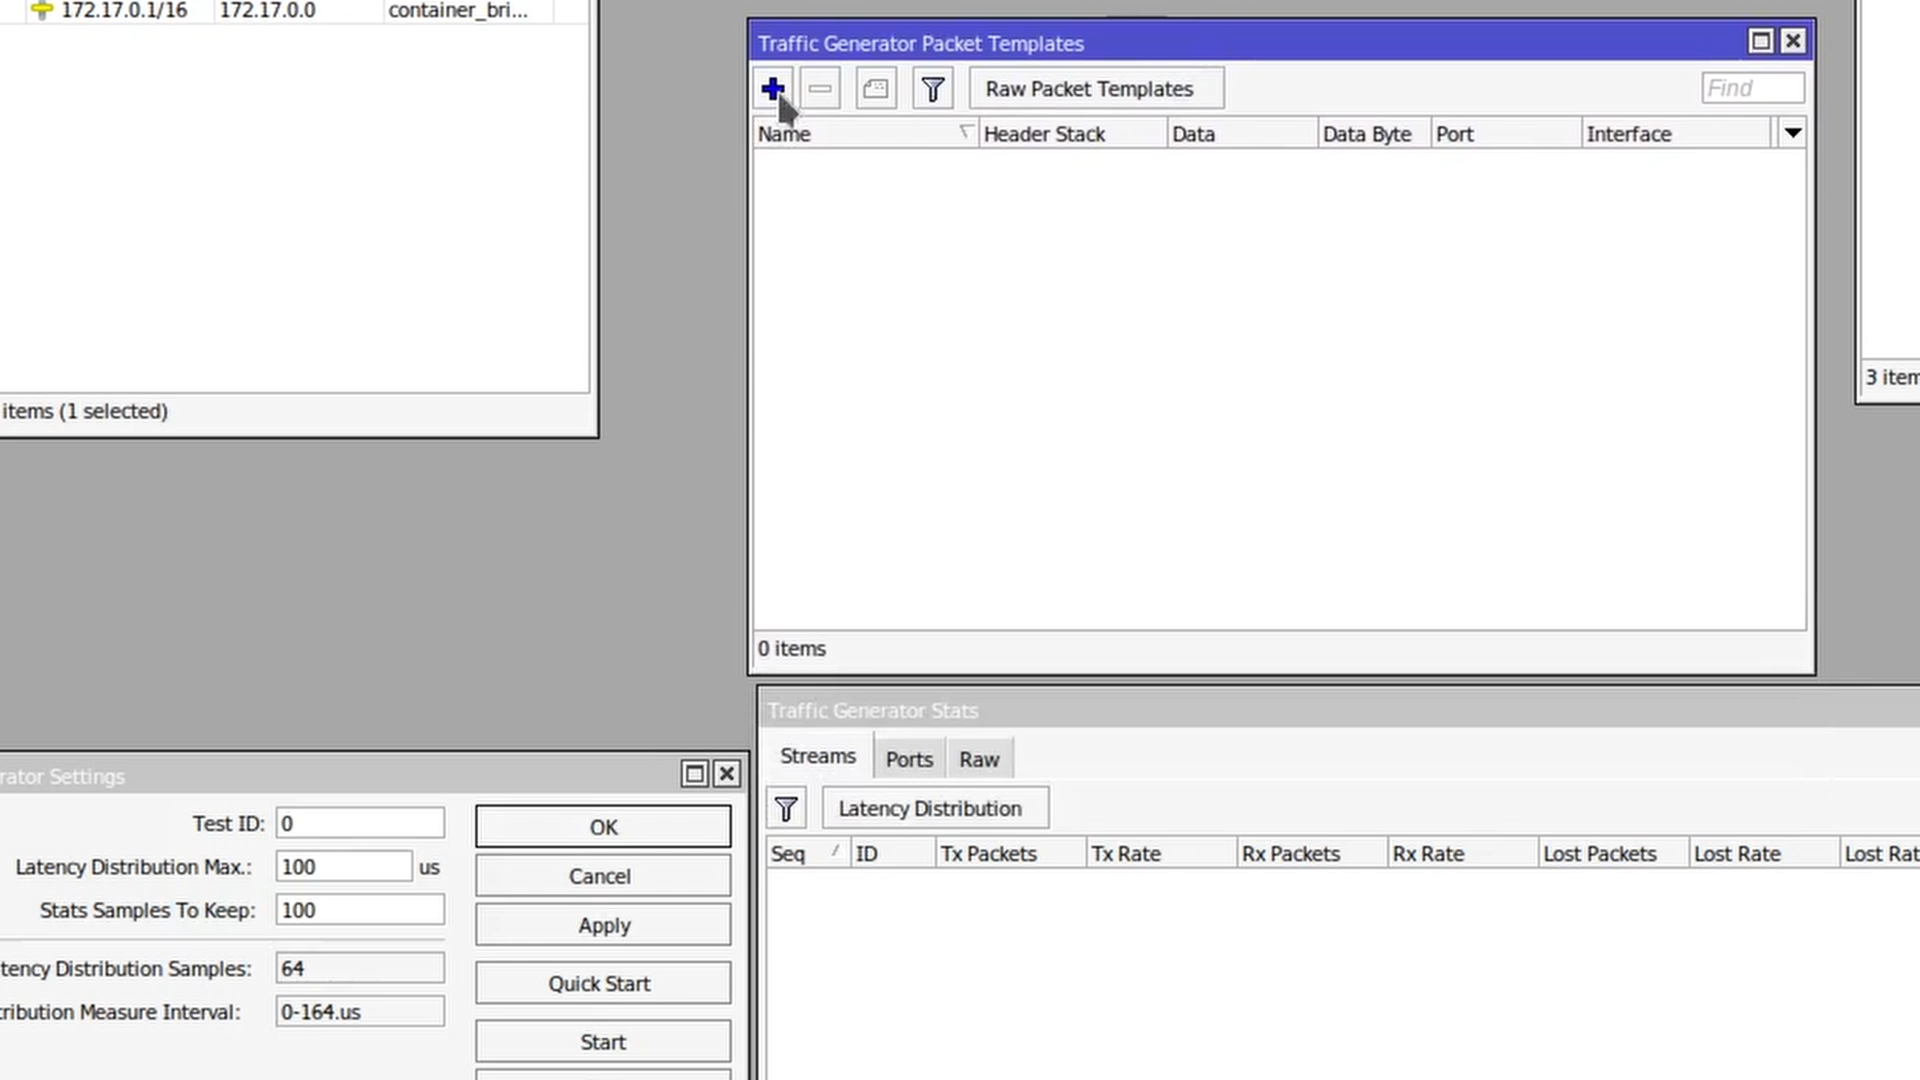 172.17.0.1/16 172.17.0.0 container_bri...
items (1 selected)
Traffic Generator Packet Templates
Raw Packet Templates Find
Name Header Stack Data Data Byte Port Interface
0 items
3 item
Traffic Generator Stats
Streams Ports Raw
Latency Distribution
Seq ID Tx Packets Tx Rate Rx Packets Rx Rate Lost Packets Lost Rate Lost Rat
rator Settings
Test ID: 0
Latency Distribution Max.: 100 us
Stats Samples To Keep: 100
tency Distribution Samples: 64
tribution Measure Interval: 0-164.us
OK
Cancel
Apply
Quick Start
Start